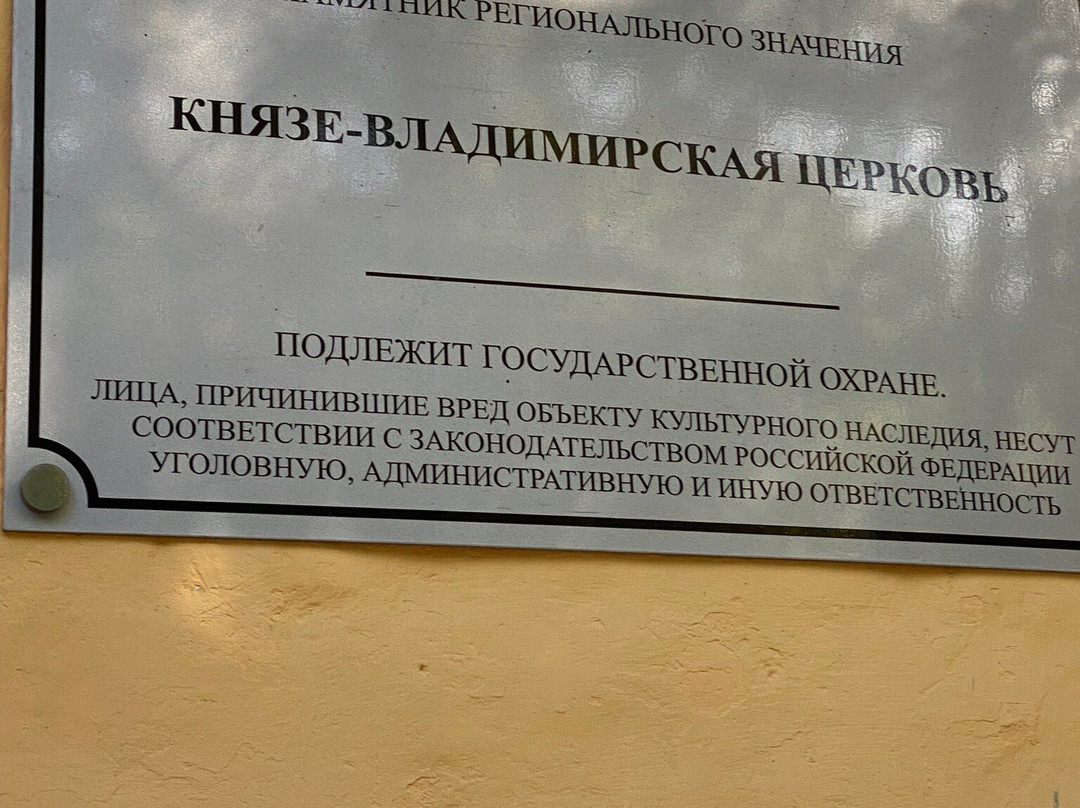 ПАМЯТНИК РЕГИОНАЛЬНОГО ЗНАЧЕНИЯ
КНЯЗЕ-ВЛАДИМИРСКАЯ ЦЕРКОВЬ
ПОДЛЕЖИТ ГОСУДАРСТВЕННОЙ ОХРАНЕ.
ЛИЦА, ПРИЧИНИВШИЕ ВРЕД ОБЪЕКТУ КУЛЬТУРНОГО НАСЛЕДИЯ, НЕСУТ
СООТВЕТСТВИИ С ЗАКОНОДАТЕЛЬСТВОМ РОССИЙСКОЙ ФЕДЕРАЦИИ
УГОЛОВНУЮ, АДМИНИСТРАТИВНУЮ И ИНУЮ ОТВЕТСТВЕННОСТЬ